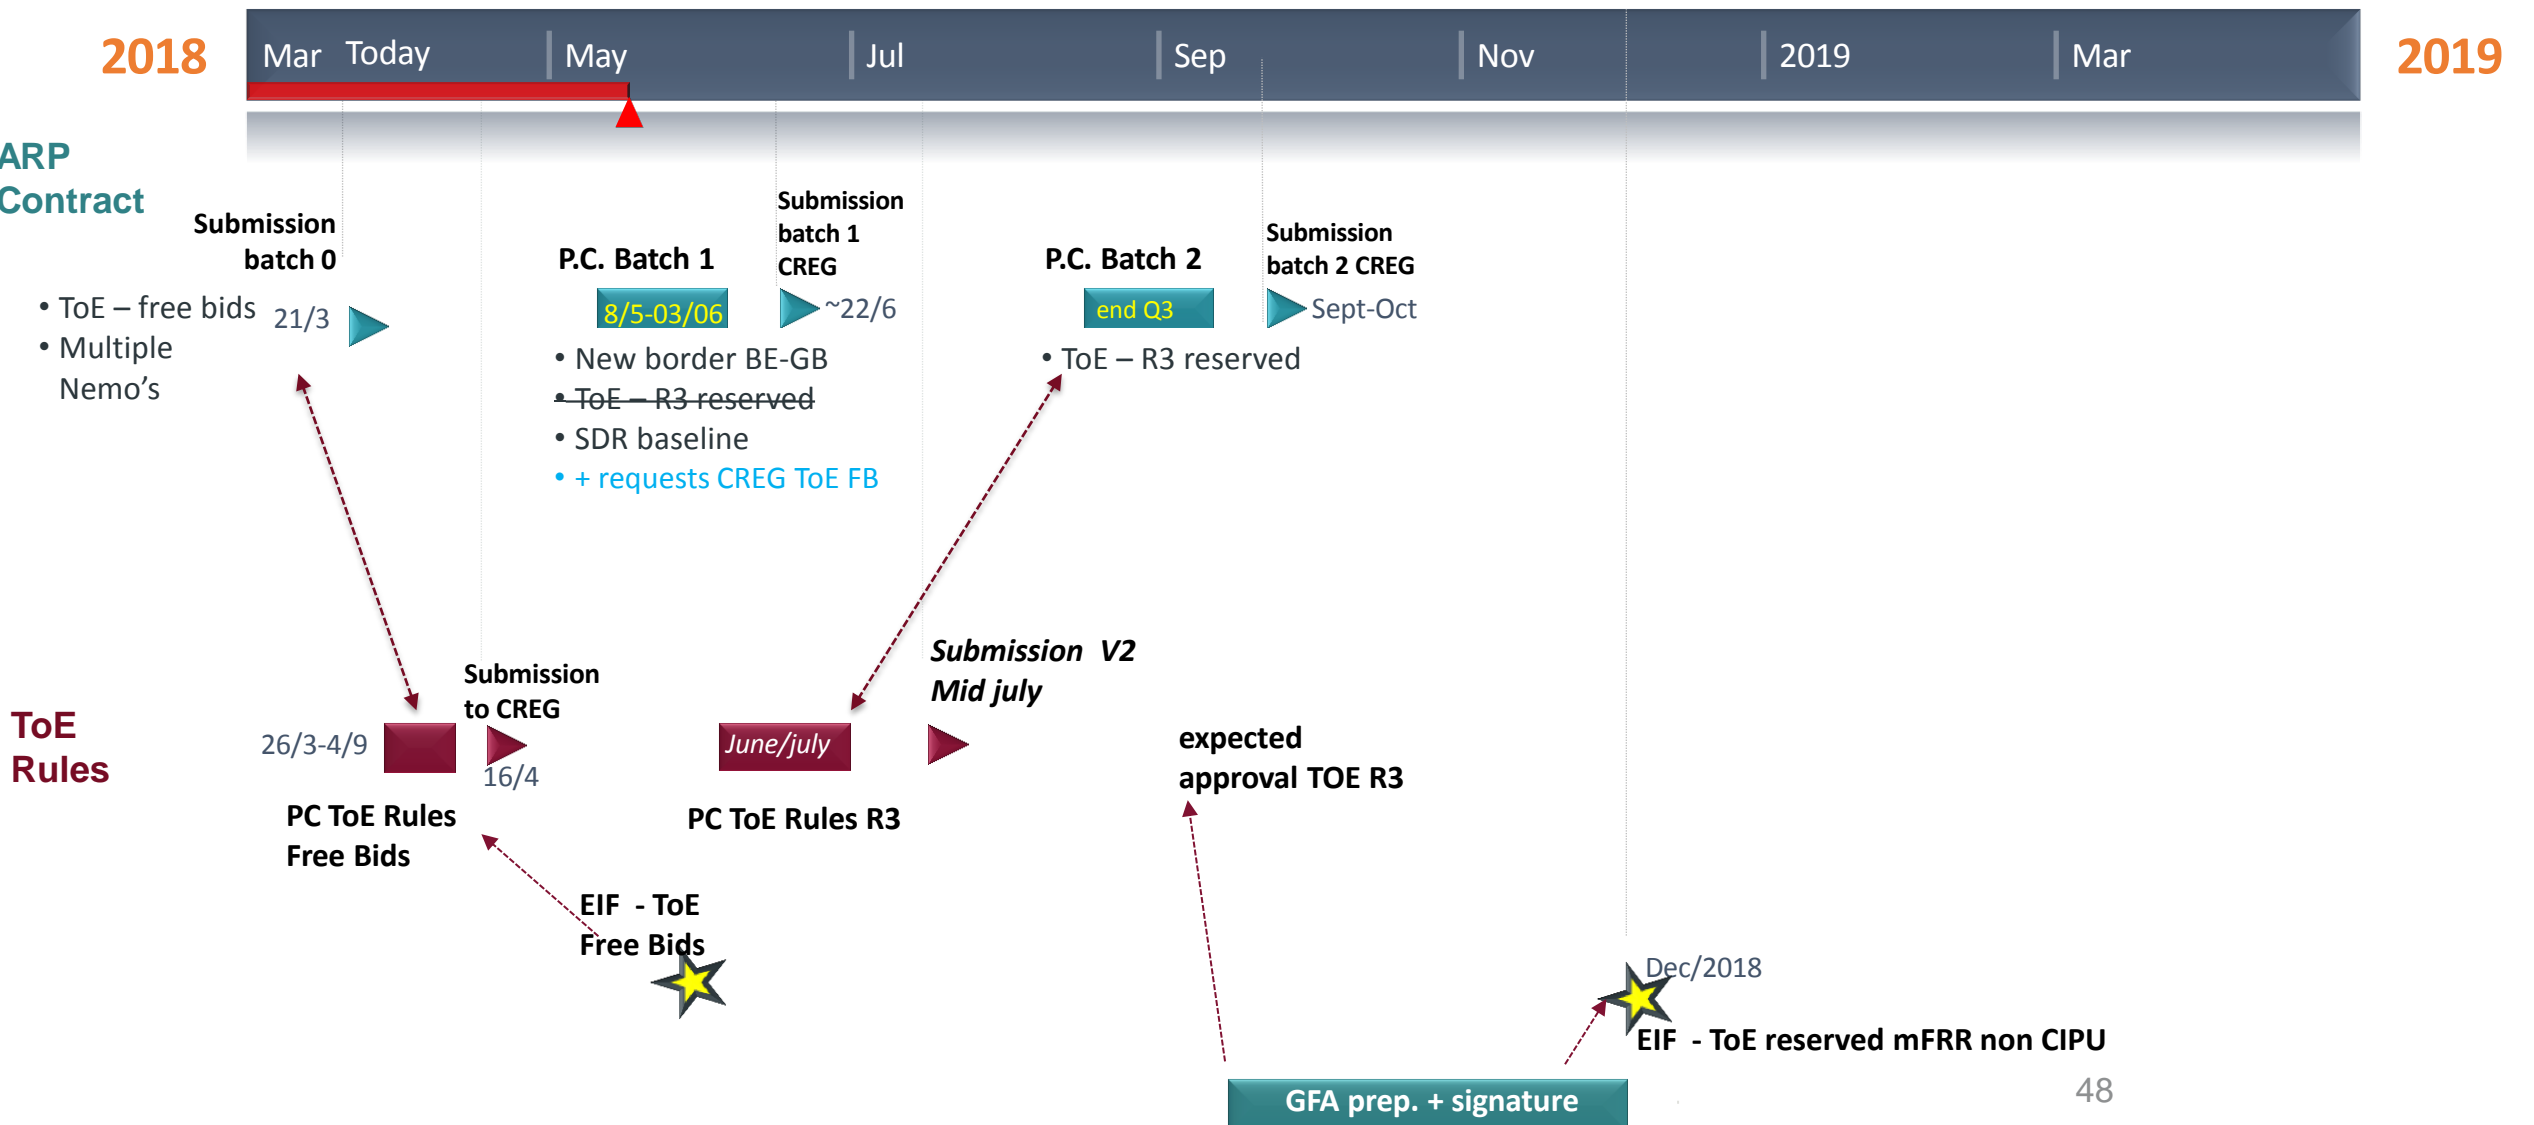 2018
Mar
Today
May
Jul
Sep
Nov
2019
Mar
2019
ARP
Contract
Submission
batch 0
• ToE – free bids
21/3
• Multiple
Nemo's
P.C. Batch 1
8/5-03/06
Submission
batch 1
CREG
~22/6
• New border BE-GB
• ToE – R3 reserved
• SDR baseline
• + requests CREG ToE FB
P.C. Batch 2
end Q3
Submission
batch 2 CREG
Sept-Oct
• ToE – R3 reserved
ToE
Rules
26/3-4/9
Submission
to CREG
16/4
PC ToE Rules
Free Bids
June/july
PC ToE Rules R3
Submission V2
Mid july
expected
approval TOE R3
EIF - ToE
Free Bids
Dec/2018
EIF - ToE reserved mFRR non CIPU
GFA prep. + signature
48